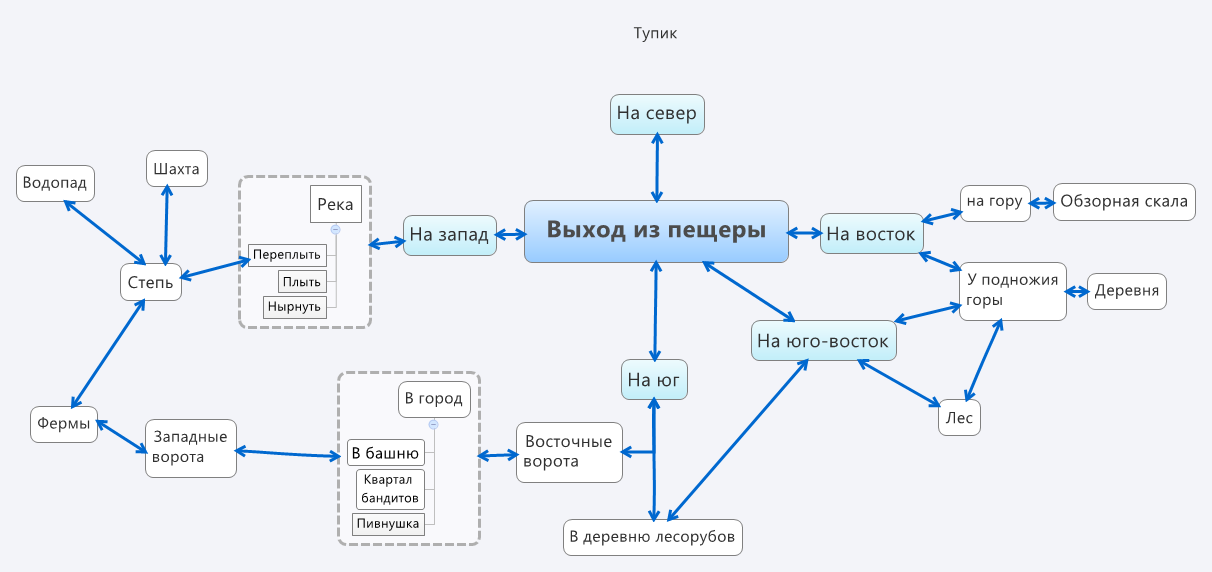 Тупик
На север
Шахта
Водопад
Река
На запад
Выход из пещеры
На восток
на гору
Обзорная скала
Переплыть
Плыть
Нырнуть
Степь
У подножия
горы
Деревня
На юго-восток
На юг
В город
Лес
Фермы
Западные
ворота
В башню
Квартал
бандитов
Пивнушка
Восточные
ворота
В деревню лесорубов